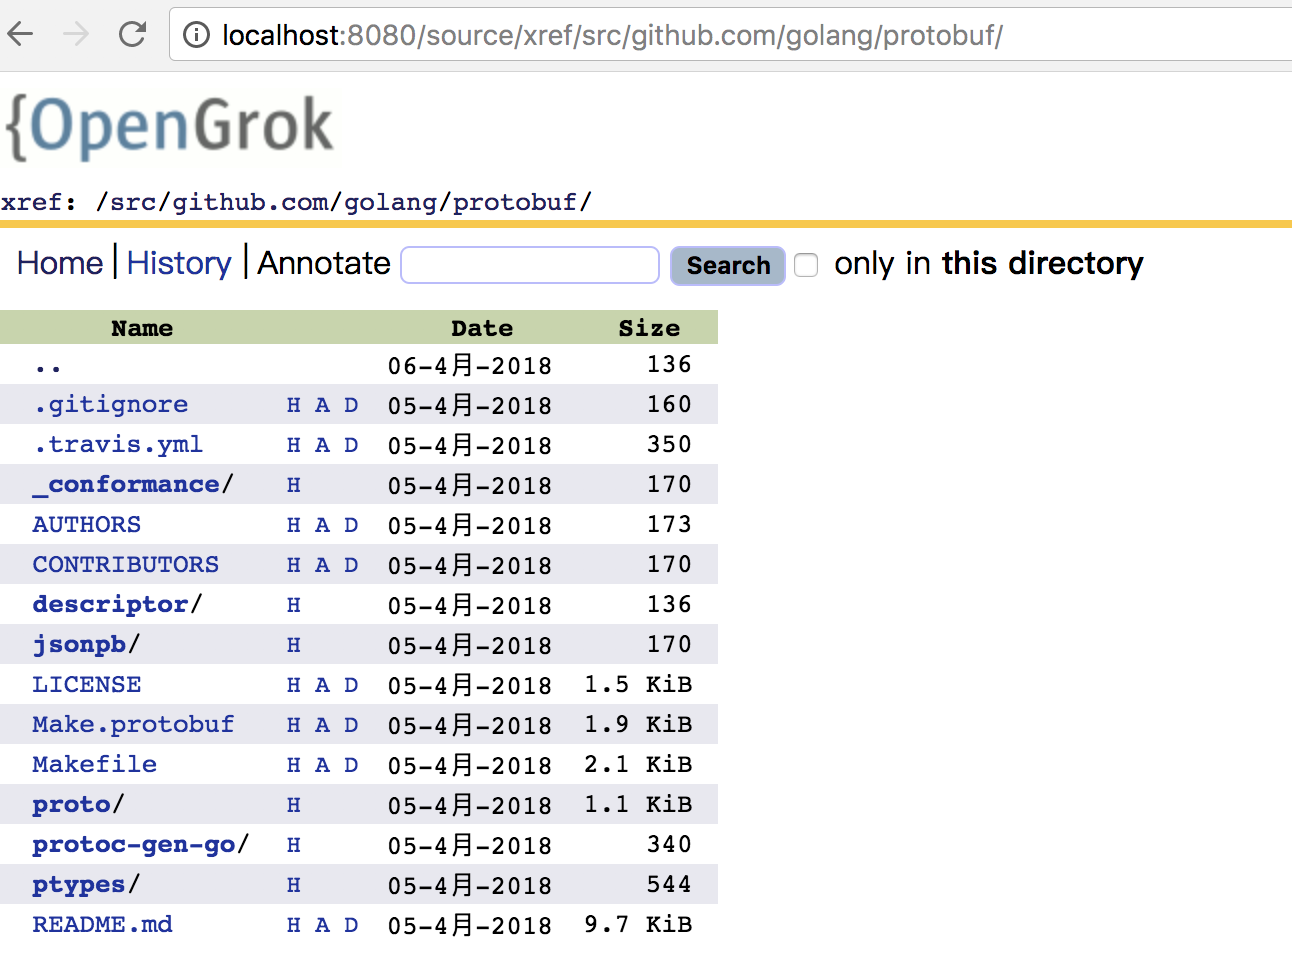 localhost:8080/source/xref/src/github.com/golang/protobuf/
{OpenGrok
xref: /src/github.com/golang/protobuf/
Home | History | Annotate Search only in this directory
Name Date Size
.. 06-4月-2018 136
.gitignore H A D 05-4月-2018 160
.travis.yml H A D 05-4月-2018 350
_conformance/ H 05-4月-2018 170
AUTHORS H A D 05-4月-2018 173
CONTRIBUTORS H A D 05-4月-2018 170
descriptor/ H 05-4月-2018 136
jsonpb/ H 05-4月-2018 170
LICENSE H A D 05-4月-2018 1.5 KiB
Make.protobuf H A D 05-4月-2018 1.9 KiB
Makefile H A D 05-4月-2018 2.1 KiB
proto/ H 05-4月-2018 1.1 KiB
protoc-gen-go/ H 05-4月-2018 340
ptypes/ H 05-4月-2018 544
README.md H A D 05-4月-2018 9.7 KiB